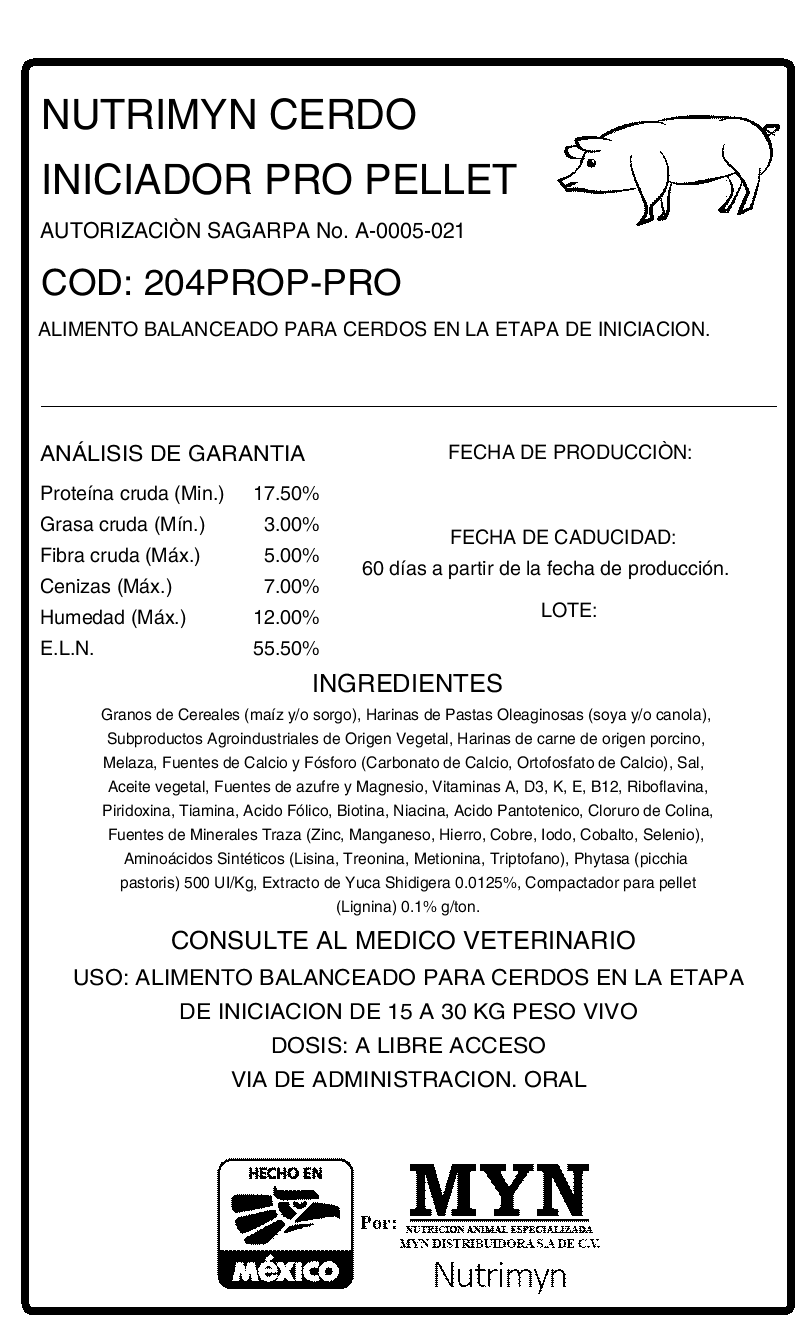 NUTRIMYN CERDO
INICIADOR PRO PELLET
AUTORIZACIÒN SAGARPA No. A-0005-021
COD: 204PROP-PRO
ALIMENTO BALANCEADO PARA CERDOS EN LA ETAPA DE INICIACION.
ANÁLISIS DE GARANTIA
Proteína cruda (Min.) 17.50%
Grasa cruda (Mín.) 3.00%
Fibra cruda (Máx.) 5.00%
Cenizas (Máx.) 7.00%
Humedad (Máx.) 12.00%
E.L.N. 55.50%
FECHA DE PRODUCCIÒN:
FECHA DE CADUCIDAD:
60 días a partir de la fecha de producción.
LOTE:
INGREDIENTES
Granos de Cereales (maíz y/o sorgo), Harinas de Pastas Oleaginosas (soya y/o canola),
Subproductos Agroindustriales de Origen Vegetal, Harinas de carne de origen porcino,
Melaza, Fuentes de Calcio y Fósforo (Carbonato de Calcio, Ortofosfato de Calcio), Sal,
Aceite vegetal, Fuentes de azufre y Magnesio, Vitaminas A, D3, K, E, B12, Riboflavina,
Piridoxina, Tiamina, Acido Fólico, Biotina, Niacina, Acido Pantotenico, Cloruro de Colina,
Fuentes de Minerales Traza (Zinc, Manganeso, Hierro, Cobre, Iodo, Cobalto, Selenio),
Aminoácidos Sintéticos (Lisina, Treonina, Metionina, Triptofano), Phytasa (picchia
pastoris) 500 UI/Kg, Extracto de Yuca Shidigera 0.0125%, Compactador para pellet
(Lignina) 0.1% g/ton.
CONSULTE AL MEDICO VETERINARIO
USO: ALIMENTO BALANCEADO PARA CERDOS EN LA ETAPA
DE INICIACION DE 15 A 30 KG PESO VIVO
DOSIS: A LIBRE ACCESO
VIA DE ADMINISTRACION. ORAL
HECHO EN
MéXICO
Por:
MYN
NUTRICION ANIMAL ESPECIALIZADA
MYN DISTRIBUIDORA S.A DE C.V.
Nutrimyn